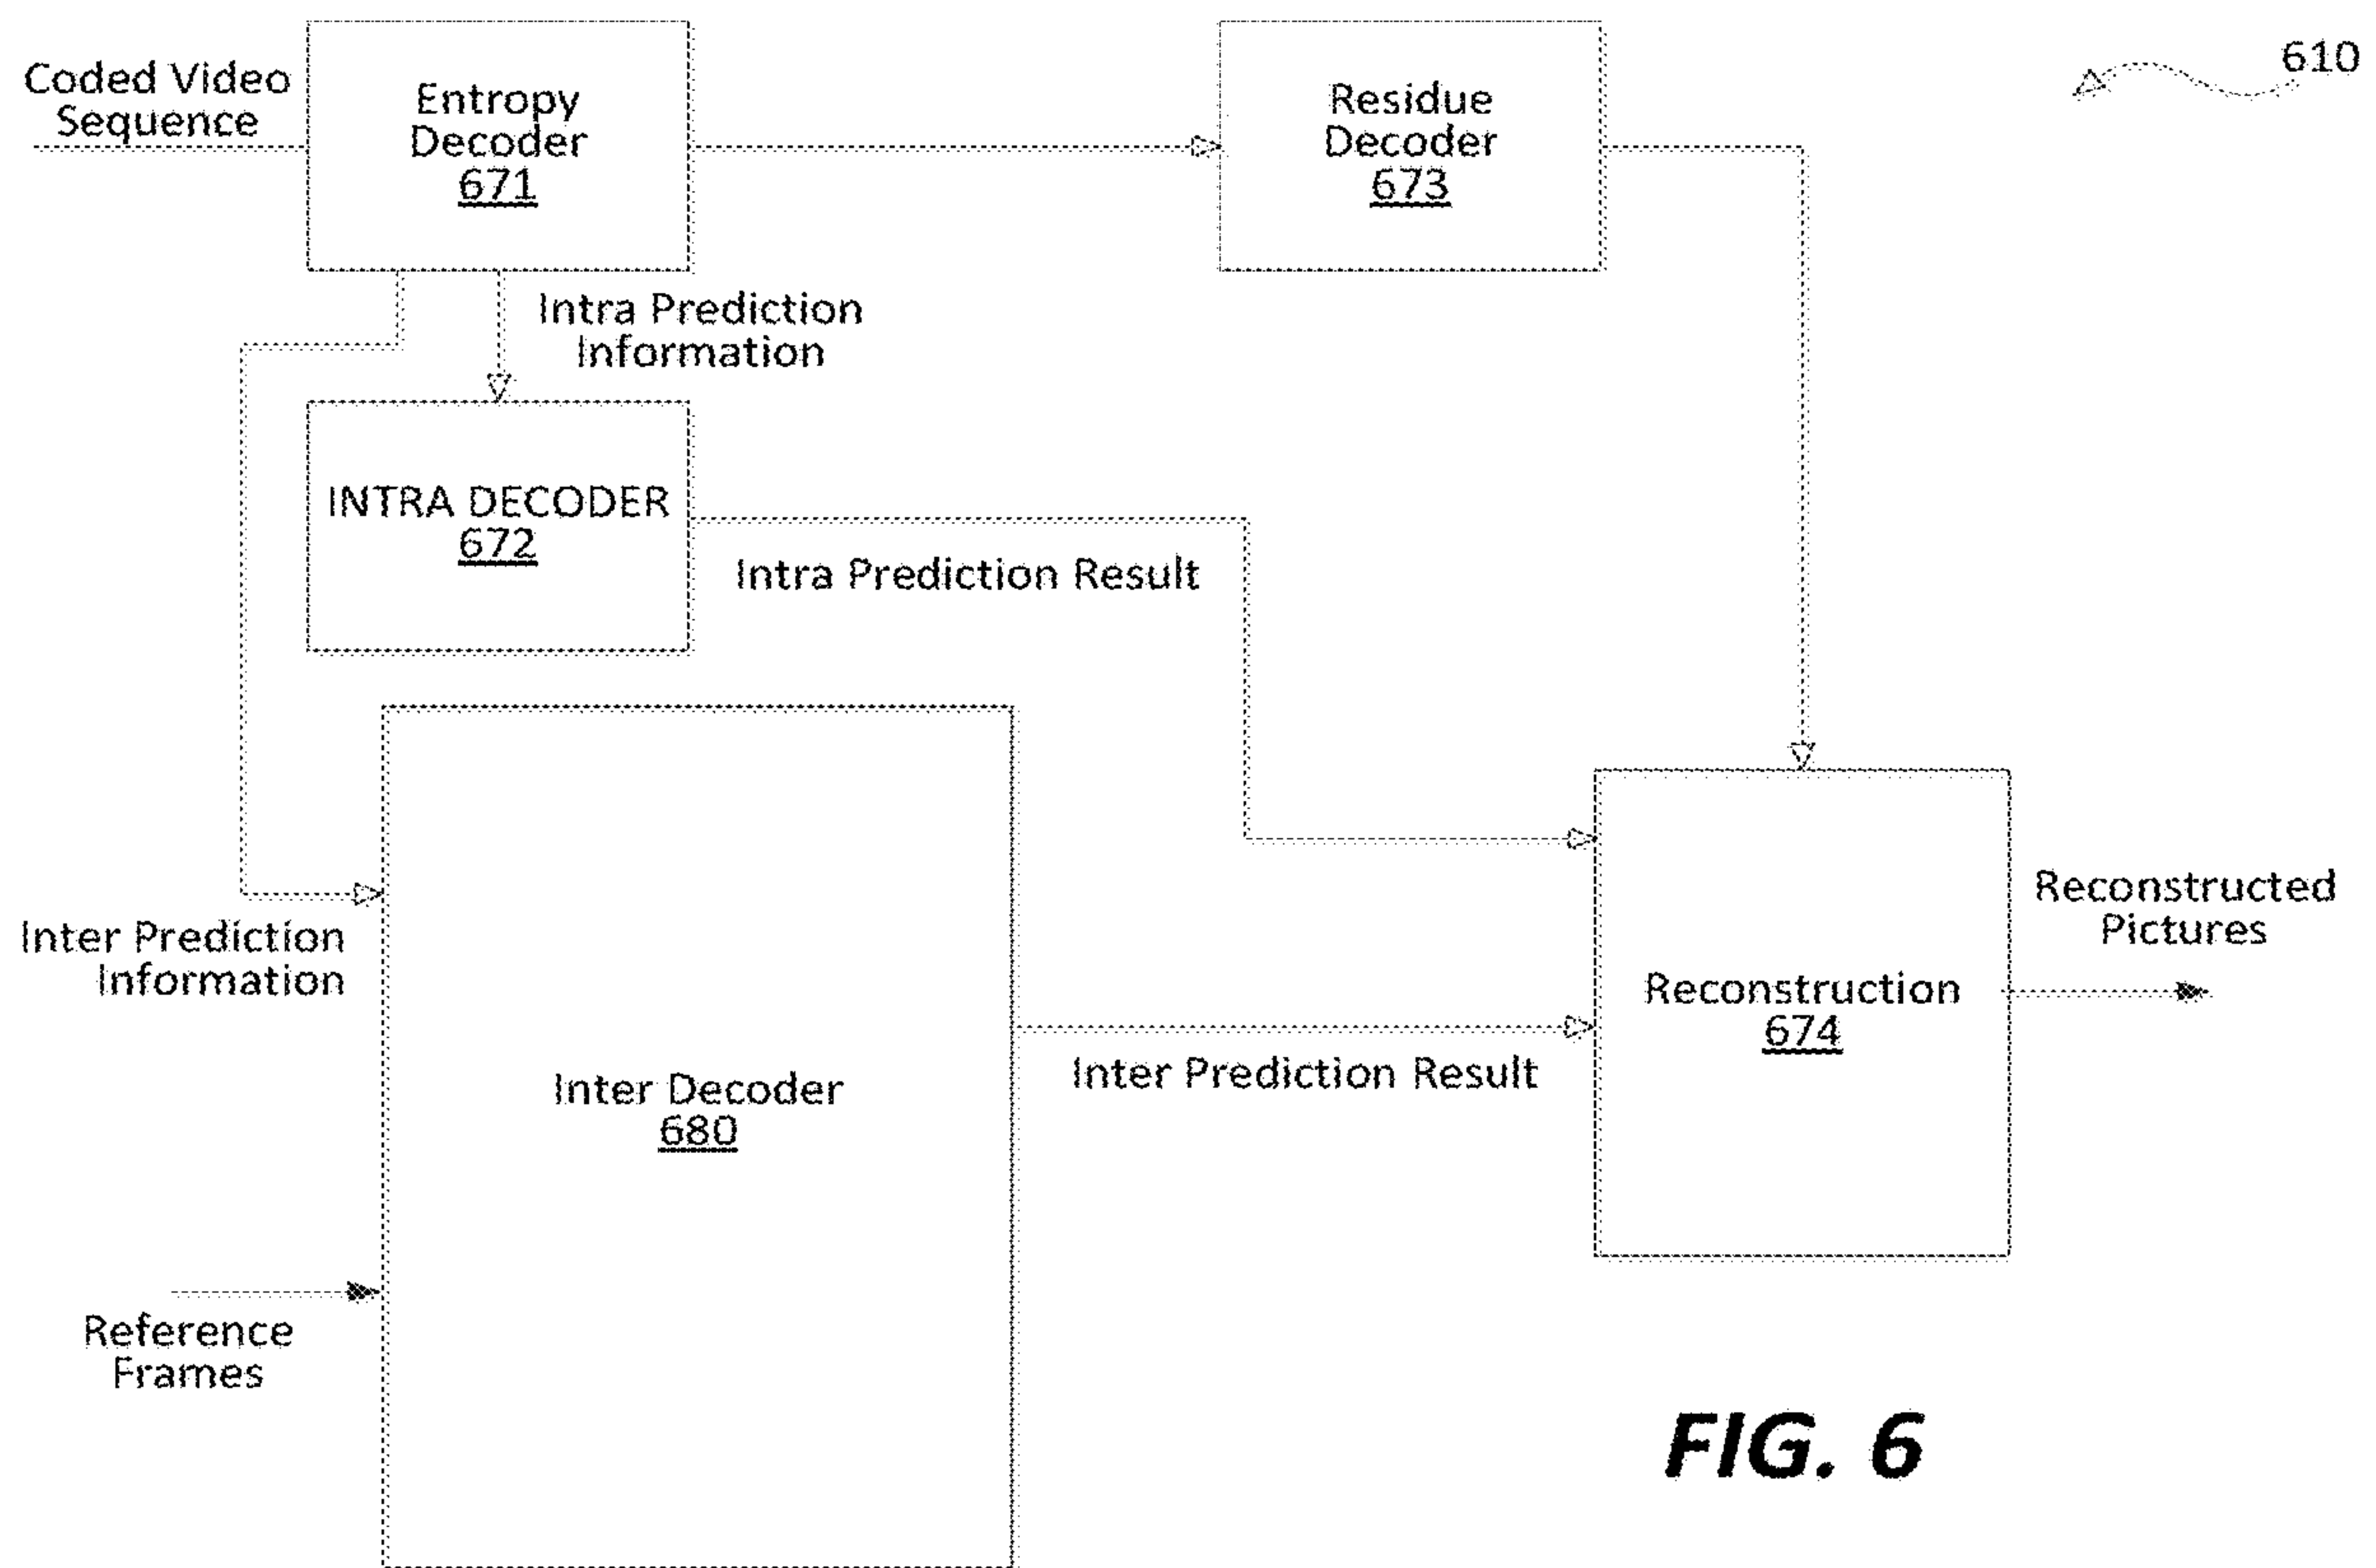 Coded Video
Sequence
Entropy
Decoder
671
Residue
Decoder
673
610
Intra Prediction
Information
INTRA DECODER
672
Intra Prediction Result
Inter Prediction
Information
Inter Decoder
680
Inter Prediction Result
Reconstruction
674
Reconstructed
Pictures
Reference
Frames
FIG. 6